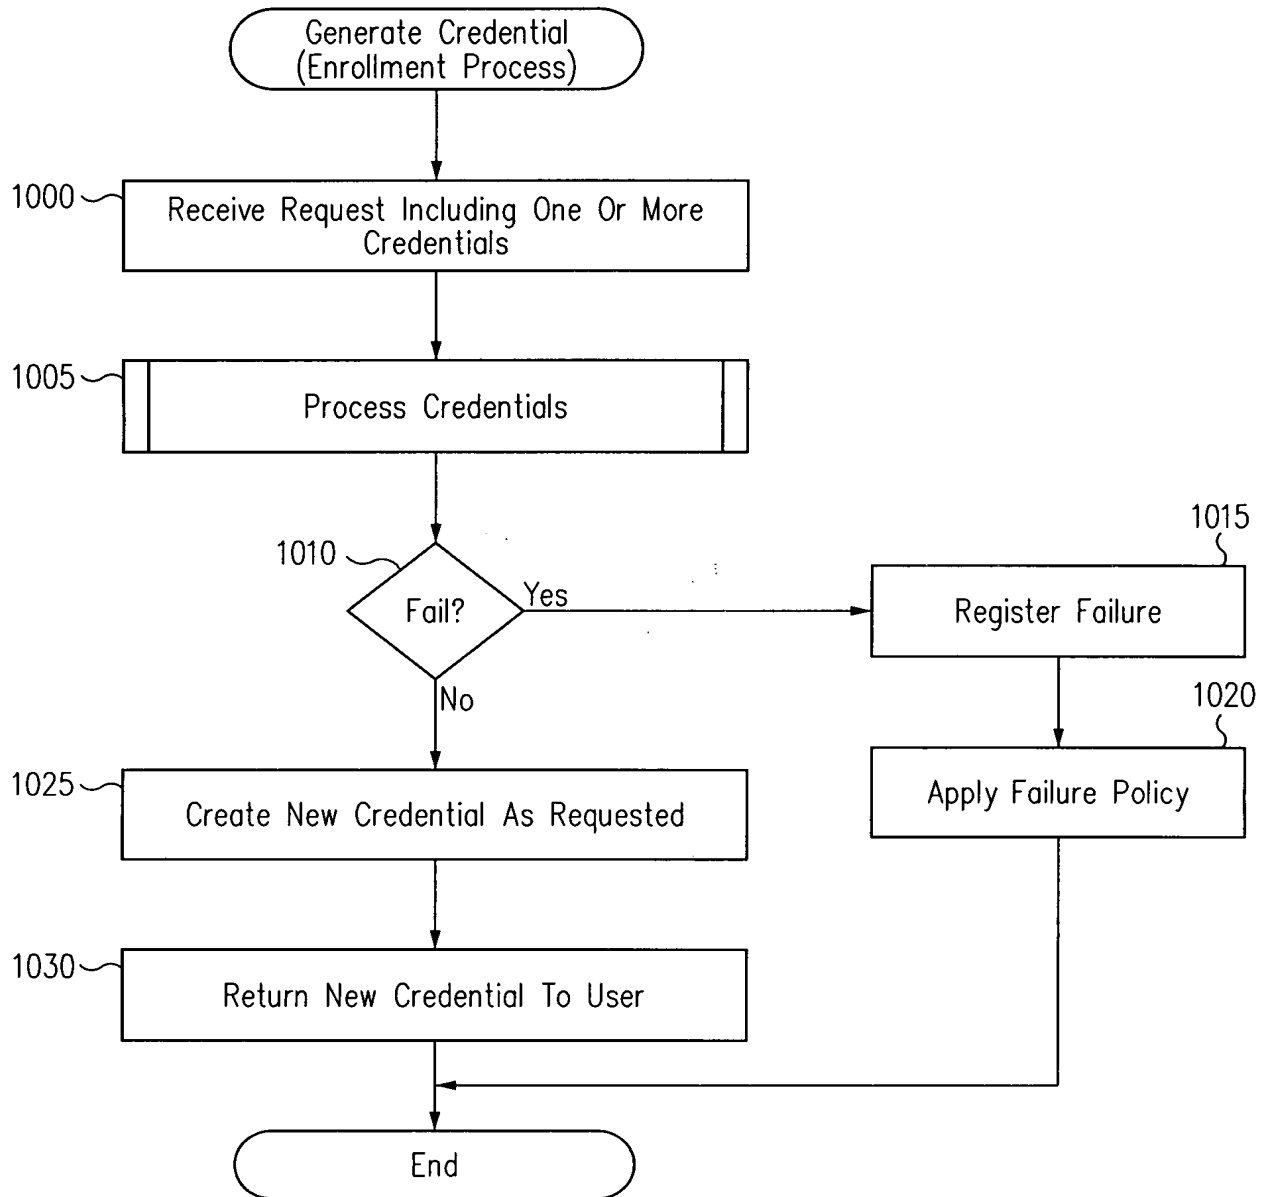 Generate Credential
(Enrollment Process)
1000
Receive Request Including One Or More
Credentials
1005
Process Credentials
1010
Fail?
Yes
No
1015
Register Failure
1020
Apply Failure Policy
1025
Create New Credential As Requested
1030
Return New Credential To User
End